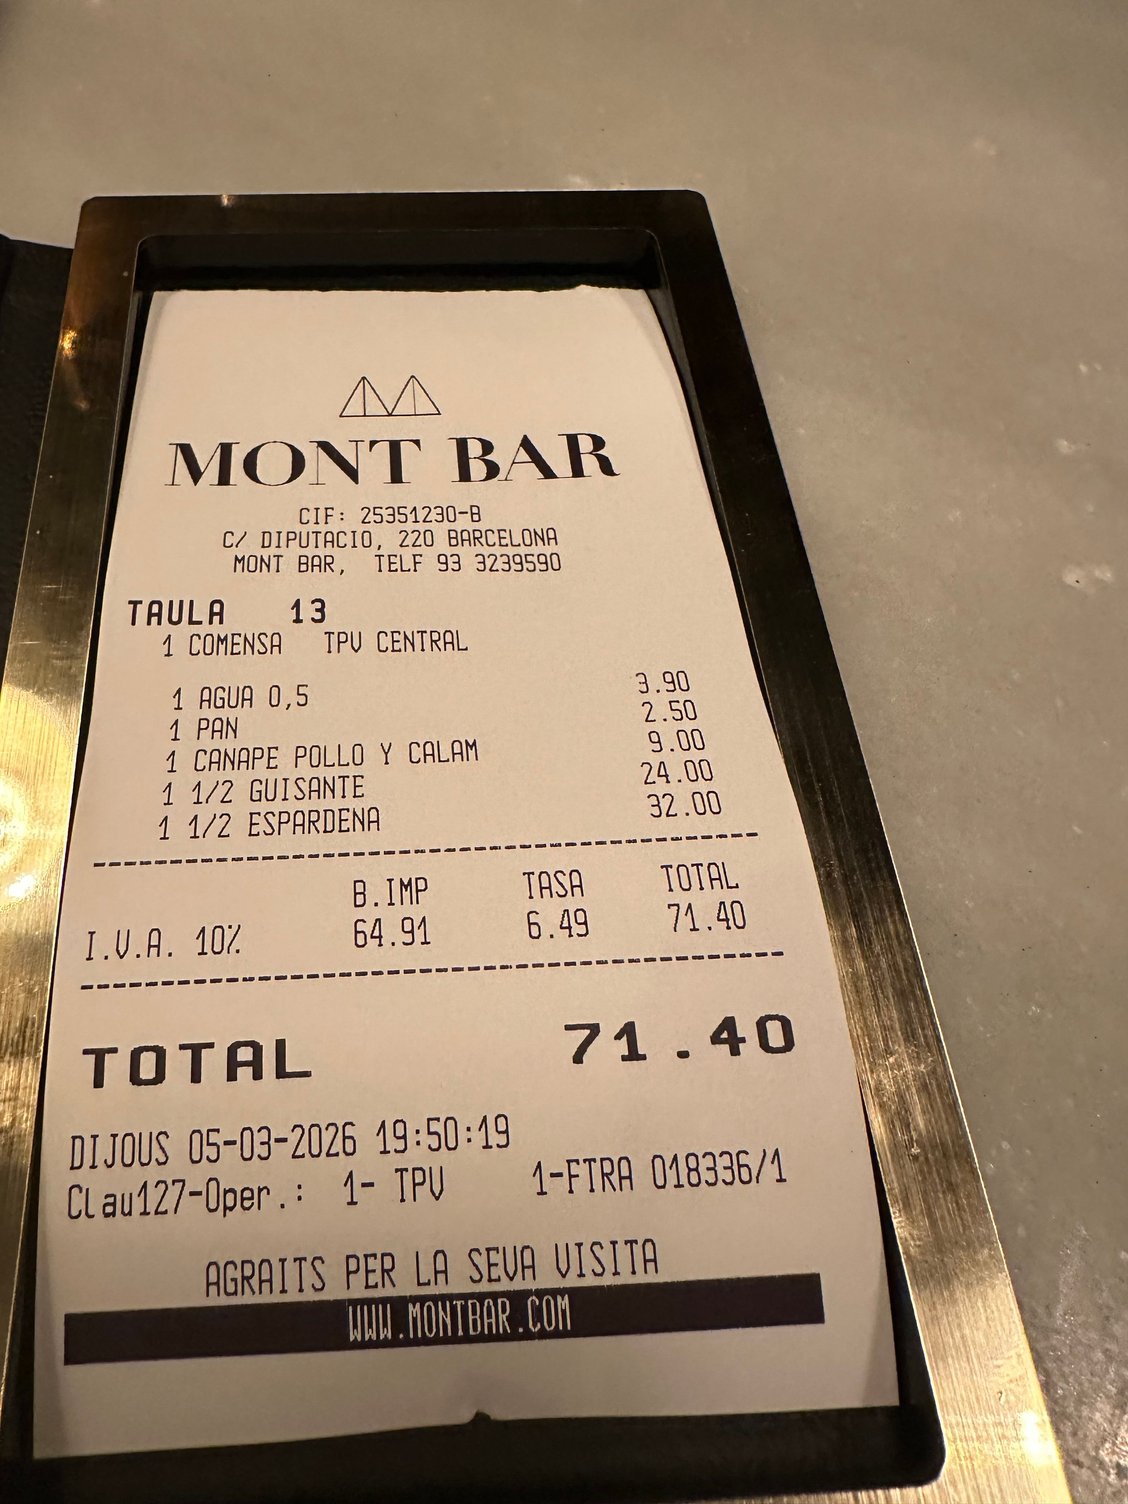 MONT BAR
CIF: 25351230-B
C/ DIPUTACIO, 220 BARCELONA
MONT BAR, TELF 93 3239590
TAULA 13
1 COMENSA TPV CENTRAL
1 AGUA 0,5 3.90
1 PAN 2.50
1 CANAPE POLLO Y CALAM 9.00
1 1/2 GUISANTE 24.00
1 1/2 ESPARDENA 32.00
B.IMP TASA TOTAL
I.V.A. 10% 64.91 6.49 71.40
TOTAL 71.40
DIJOUS 05-03-2026 19:50:19
Clau127-Oper.: 1- TPV 1-FTRA 018336/1
AGRAITS PER LA SEVA VISITA
WWW.MONTBAR.COM